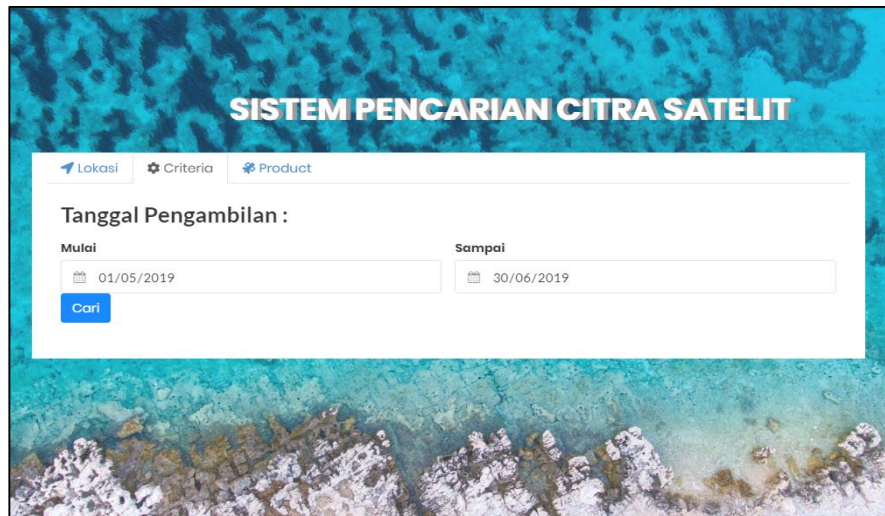 SISTEM PENCARIAN CITRA SATELIT
Lokasi Criteria Product
Tanggal Pengambilan :
Mulai Sampai
01/05/2019 30/06/2019
Cari